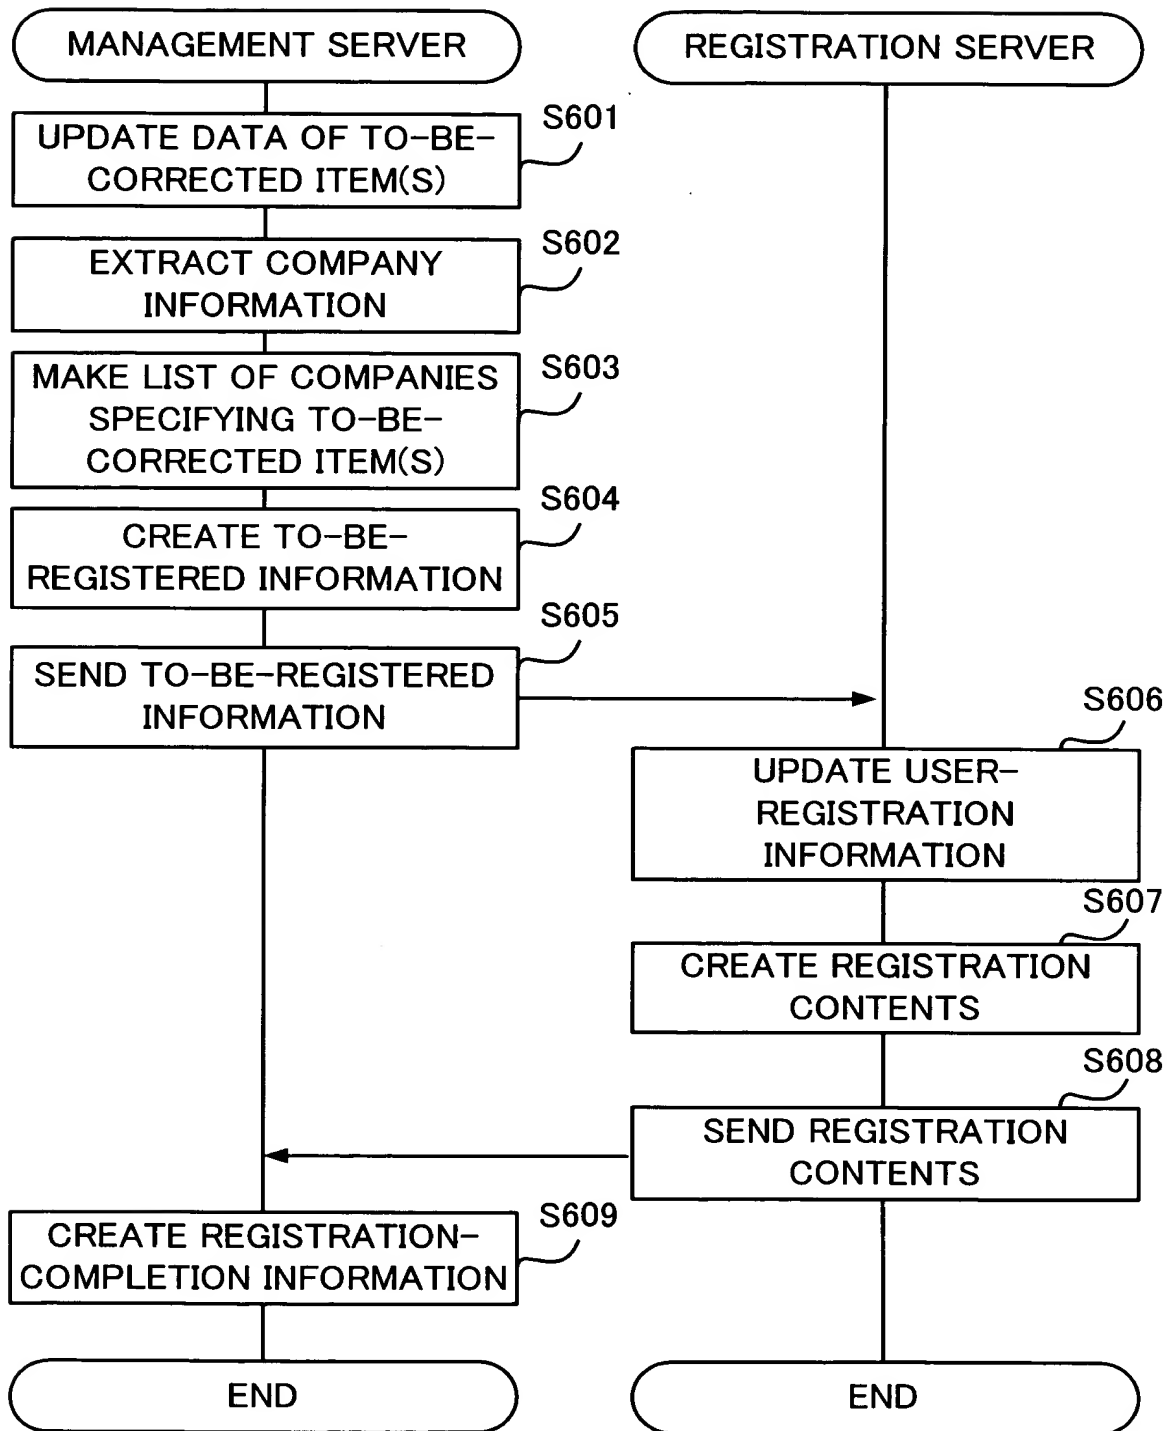 MANAGEMENT SERVER
REGISTRATION SERVER
S601
UPDATE DATA OF TO-BE-
CORRECTED ITEM(S)
S602
EXTRACT COMPANY
INFORMATION
S603
MAKE LIST OF COMPANIES
SPECIFYING TO-BE-
CORRECTED ITEM(S)
S604
CREATE TO-BE-
REGISTERED INFORMATION
S605
SEND TO-BE-REGISTERED
INFORMATION
S606
UPDATE USER-
REGISTRATION
INFORMATION
S607
CREATE REGISTRATION
CONTENTS
S608
SEND REGISTRATION
CONTENTS
S609
CREATE REGISTRATION-
COMPLETION INFORMATION
END
END